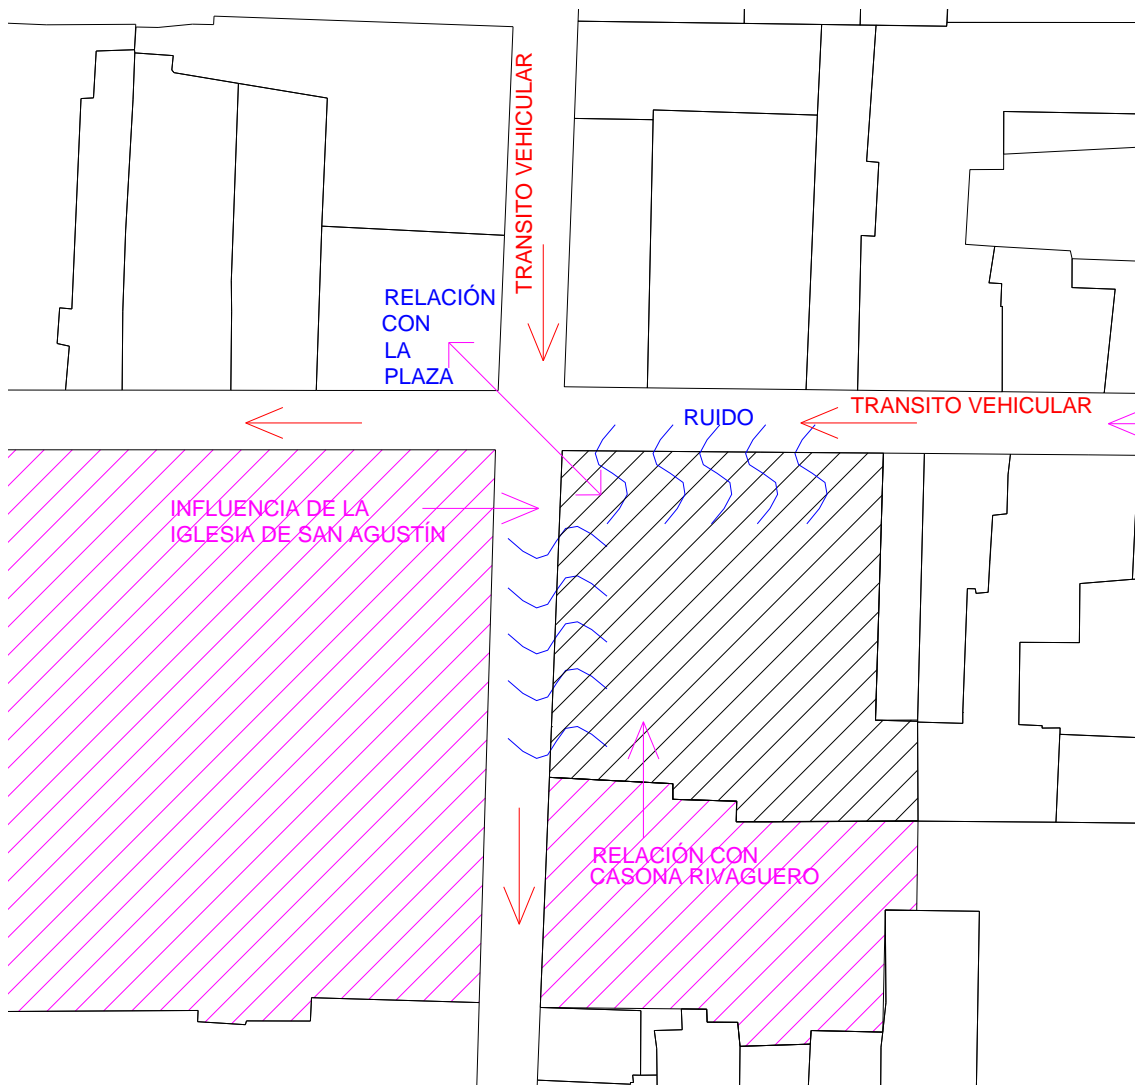 TRANSITO VEHICULAR
RELACIÓN
CON
LA
PLAZA
RUIDO
TRANSITO VEHICULAR
INFLUENCIA DE LA
IGLESIA DE SAN AGUSTÍN
RELACIÓN CON
CASONA RIVAGUERO